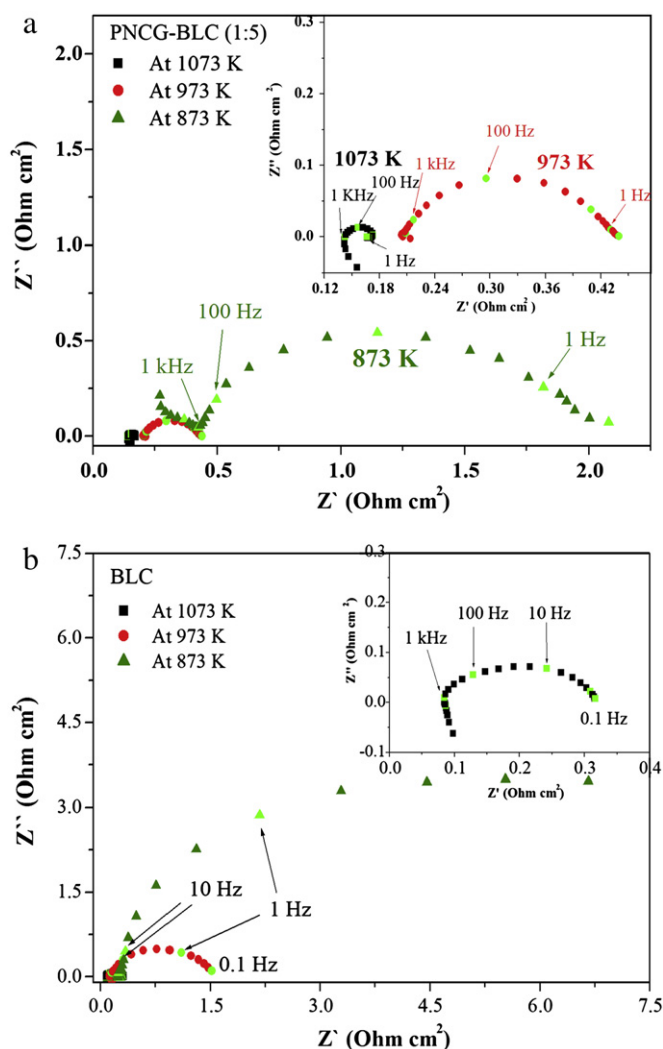 a
PNCG-BLC (1:5)
At 1073 K
At 973 K
At 873 K
2.0
1.5
1.0
0.5
0.0
Z`` (Ohm cm²)
0.0 0.5 1.0 1.5 2.0
Z` (Ohm cm²)
1 kHz
100 Hz
873 K
1 Hz
0.3
0.2
0.1
0.0
Z'' (Ohm cm²)
0.12 0.18 0.24 0.30 0.36 0.42
Z' (Ohm cm²)
1073 K
100 Hz
1 KHz
1 Hz
1 kHz
100 Hz
973 K
1 Hz
b
BLC
At 1073 K
At 973 K
At 873 K
7.5
6.0
4.5
3.0
1.5
0.0
Z`` (Ohm cm²)
0.0 1.5 3.0 4.5 6.0 7.5
Z` (Ohm cm²)
10 Hz
1 Hz
0.1 Hz
0.3
0.2
0.1
0.0
-0.1
Z'' (Ohm cm²)
0.0 0.1 0.2 0.3 0.4
Z' (Ohm cm²)
1 kHz
100 Hz
10 Hz
0.1 Hz